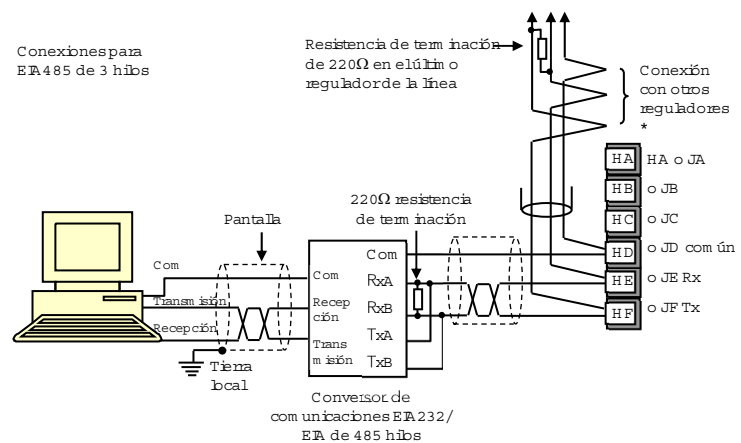 Conexiones para
EIA485 de 3 hilos
Resistencia de terminación
de 220Ω en el último
regulador de la línea
Conexión
con otros
reguladores
*
HA HA o JA
HB o JB
HC o JC
HD o JD común
HE o JE Rx
HF o JF Tx
220Ω resistencia
de terminación
Pantalla
Com
Transmisión
Recepción
Tierra
local
Com
Recep
ción
Trans
misión
Com
RxA
RxB
TxA
TxB
Conversor de
comunicaciones EIA232/
EIA de 485 hilos